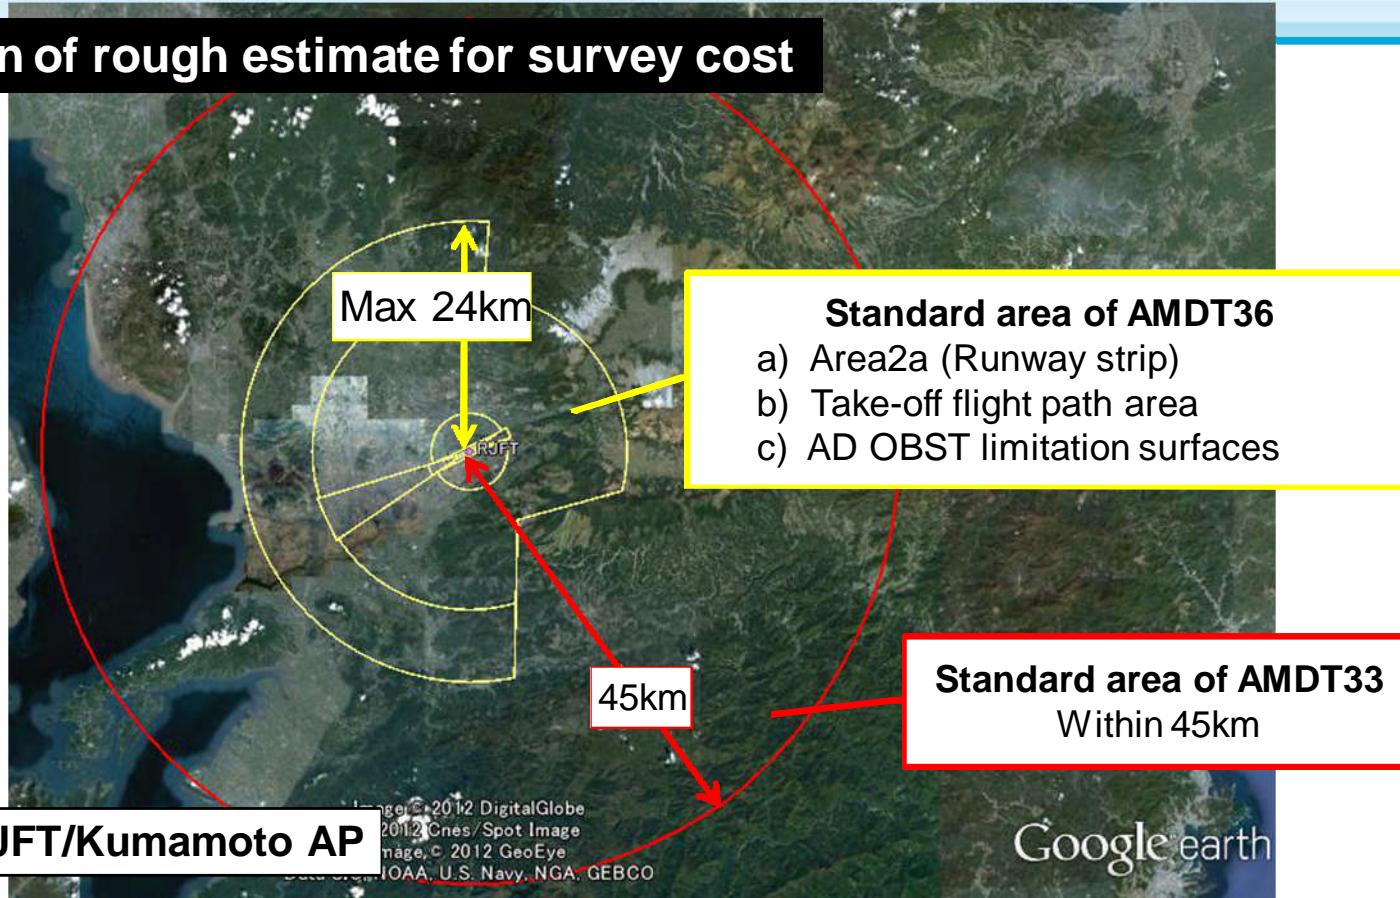 n of rough estimate for survey cost
Max 24km
Standard area of AMDT36
a) Area2a (Runway strip)
b) Take-off flight path area
c) AD OBST limitation surfaces
RJFT
45km
Standard area of AMDT33
Within 45km
JFT/Kumamoto AP
Image © 2012 DigitalGlobe
2012 Cnes/Spot Image
mage © 2012 GeoEye
NOAA, U.S. Navy, NGA, GEBCO
Google earth